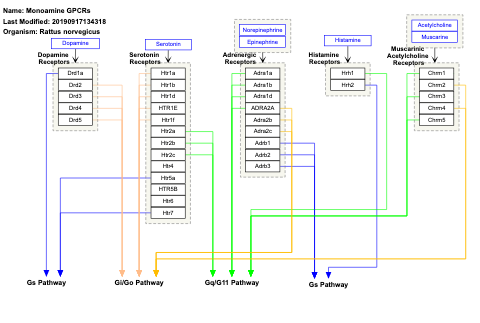 Name: Monoamine GPCRs
Last Modified: 20190917134318
Organism: Rattus norvegicus
Dopamine
Serotonin
Norepinephrine
Epinephrine
Histamine
Acetylcholine
Muscarine
Dopamine
Receptors
Serotonin
Receptors
Adrenergic
Receptors
Histamine
Receptors
Muscarinic
Acetylcholine
Receptors
Drd1a
Drd2
Drd3
Drd4
Drd5
Htr1a
Htr1b
Htr1d
HTR1E
Htr1f
Htr2a
Htr2b
Htr2c
Htr4
Htr5a
HTR5B
Htr6
Htr7
Adra1a
Adra1b
Adra1d
ADRA2A
Adra2b
Adra2c
Adrb1
Adrb2
Adrb3
Hrh1
Hrh2
Chrm1
Chrm2
Chrm3
Chrm4
Chrm5
Gs Pathway
Gi/Go Pathway
Gq/G11 Pathway
Gs Pathway